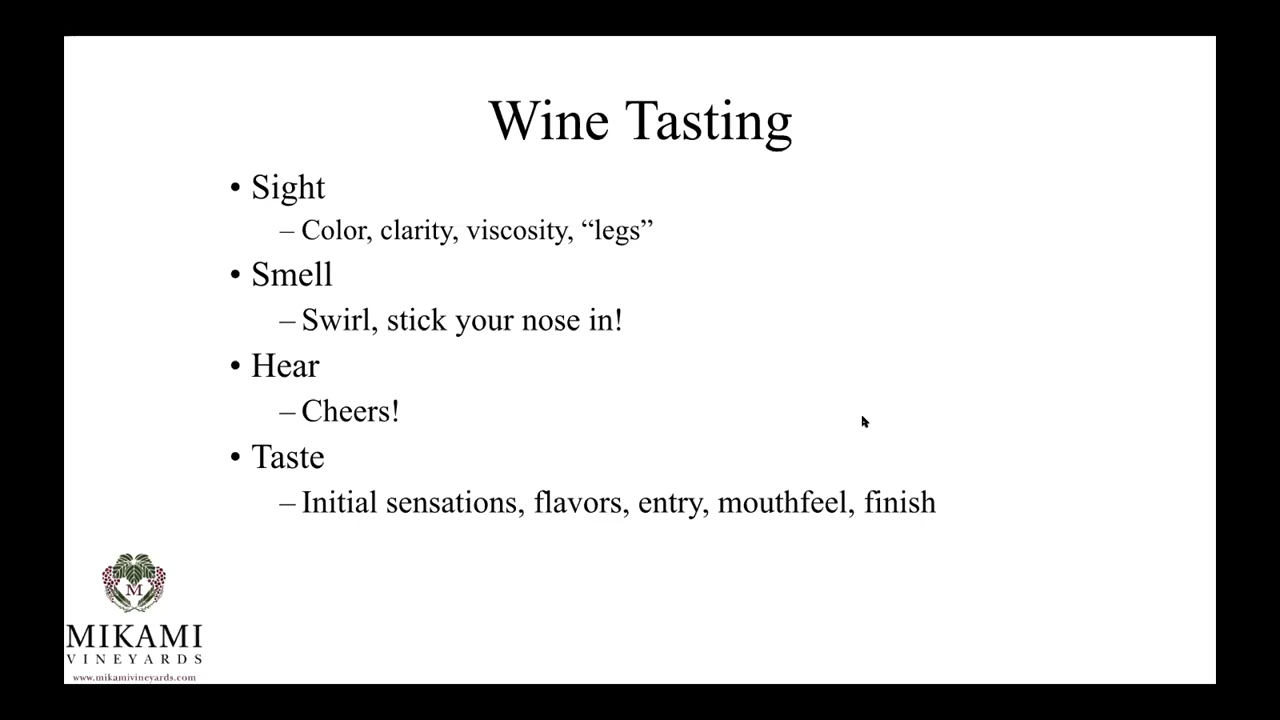 Wine Tasting
• Sight
– Color, clarity, viscosity, “legs”
• Smell
– Swirl, stick your nose in!
• Hear
– Cheers!
• Taste
– Initial sensations, flavors, entry, mouthfeel, finish
M
MIKAMI
VINEYARDS
www.mikamivineyards.com